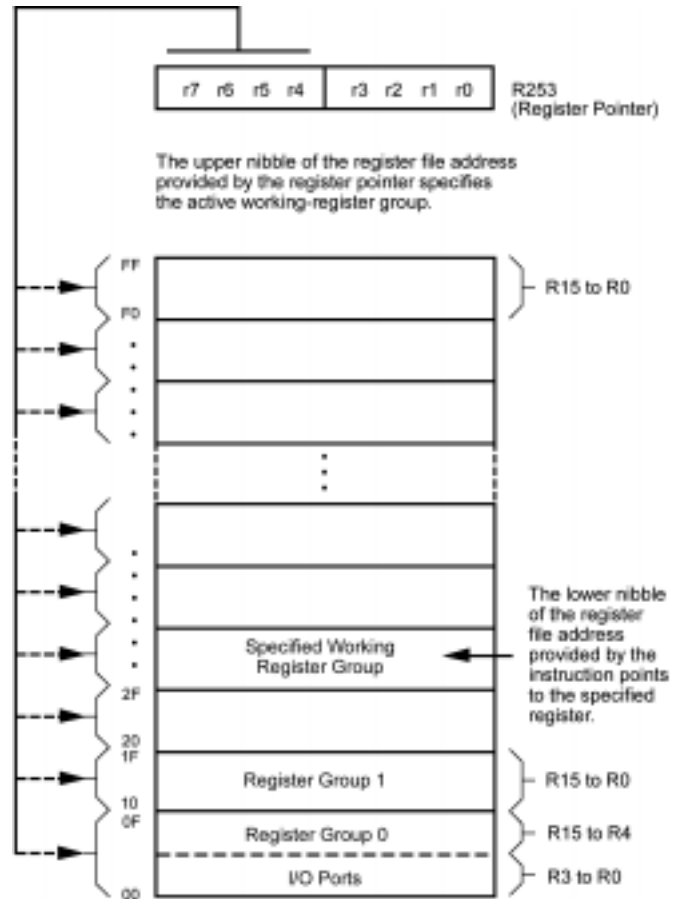 r7 r6 r5 r4 r3 r2 r1 r0
R253
(Register Pointer)
The upper nibble of the register file address
provided by the register pointer specifies
the active working-register group.
FF
R15 to R0
F0
Specified Working
Register Group
The lower nibble
of the register
file address
provided by the
instruction points
to the specified
register.
2F
20
1F
Register Group 1
R15 to R0
10
0F
Register Group 0
R15 to R4
I/O Ports
R3 to R0
00